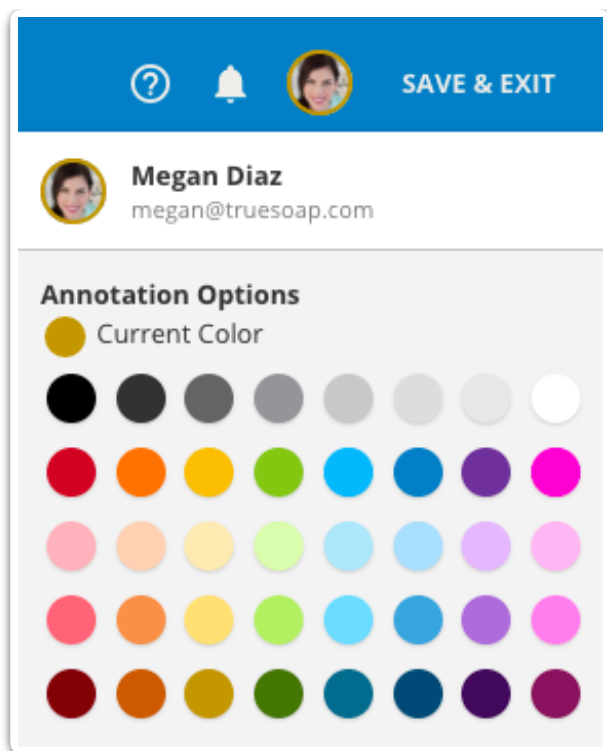 SAVE & EXIT
Megan Diaz
megan@truesoap.com
Annotation Options
Current Color